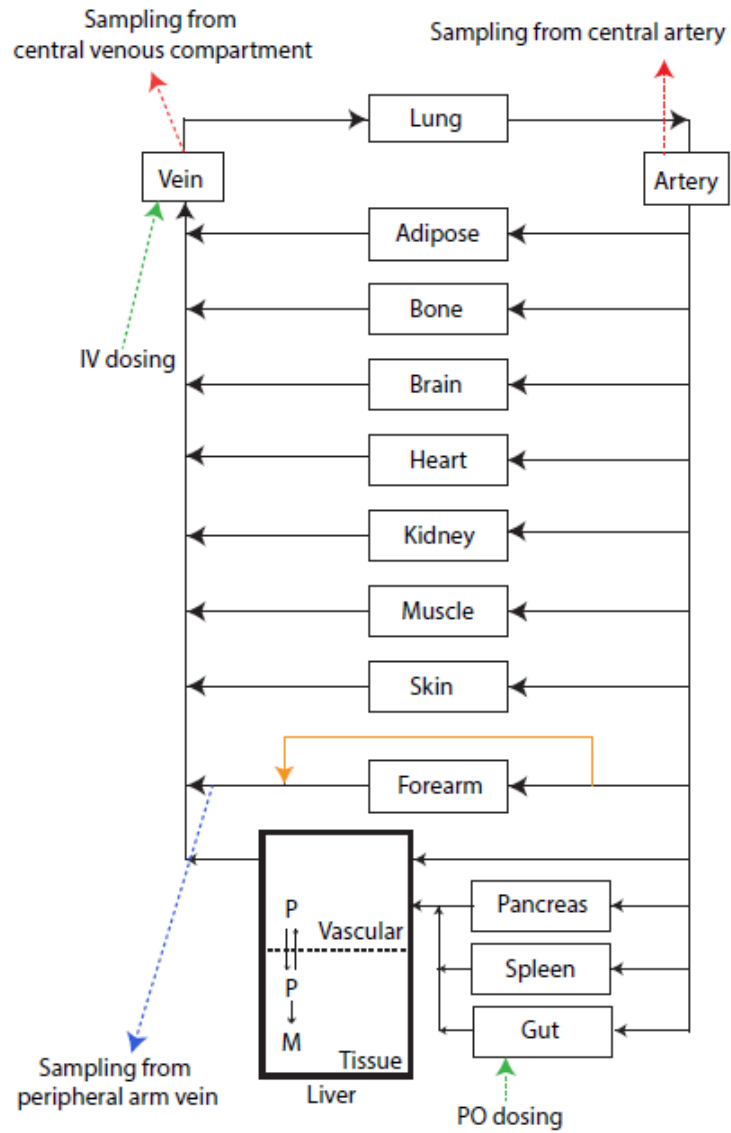 Sampling from
central venous compartment
Sampling from central artery
Lung
Vein
Artery
Adipose
Bone
IV dosing
Brain
Heart
Kidney
Muscle
Skin
Forearm
P
Vascular
P
M
Tissue
Liver
Pancreas
Spleen
Gut
Sampling from
peripheral arm vein
PO dosing